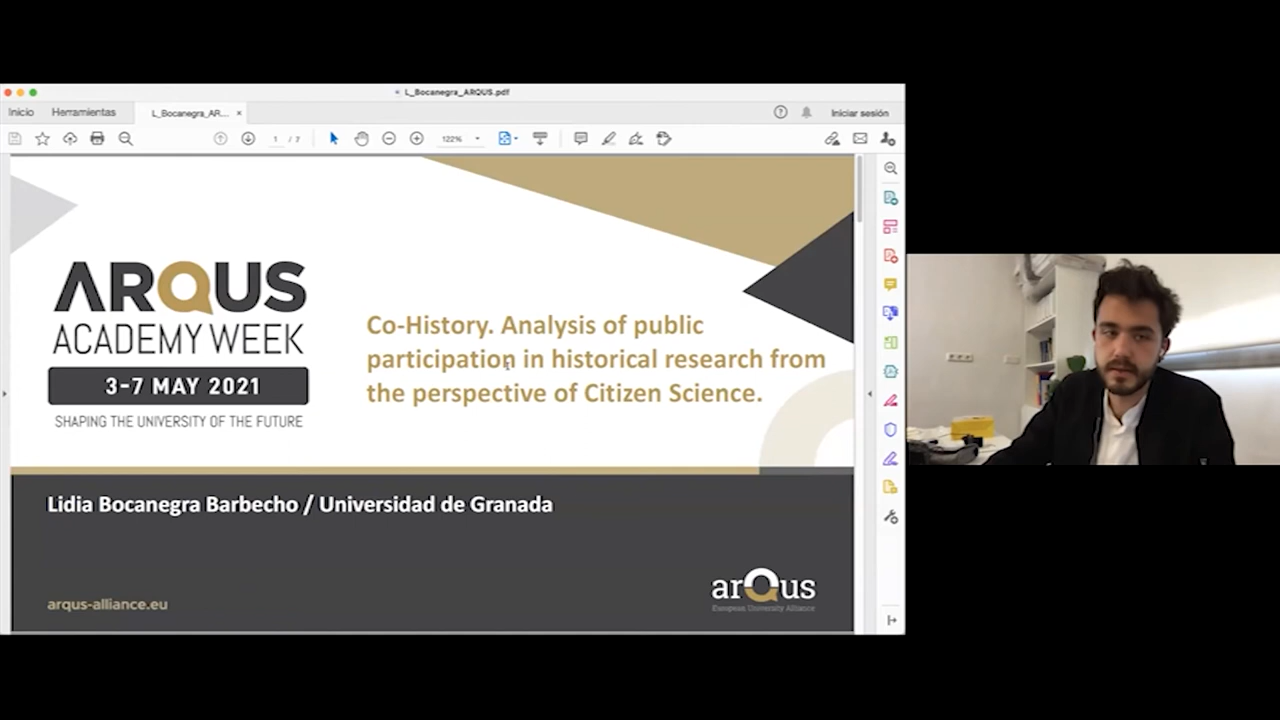 L_Bocanegra_ARQUS.pdf
Inicio Herramientas L_Bocanegra_AR... × Iniciar sesión
1 / 7 122%
ARQUS
ACADEMY WEEK
3-7 MAY 2021
SHAPING THE UNIVERSITY OF THE FUTURE
Co-History. Analysis of public
participation in historical research from
the perspective of Citizen Science.
Lidia Bocanegra Barbecho / Universidad de Granada
arqus-alliance.eu
arQus
European University Alliance